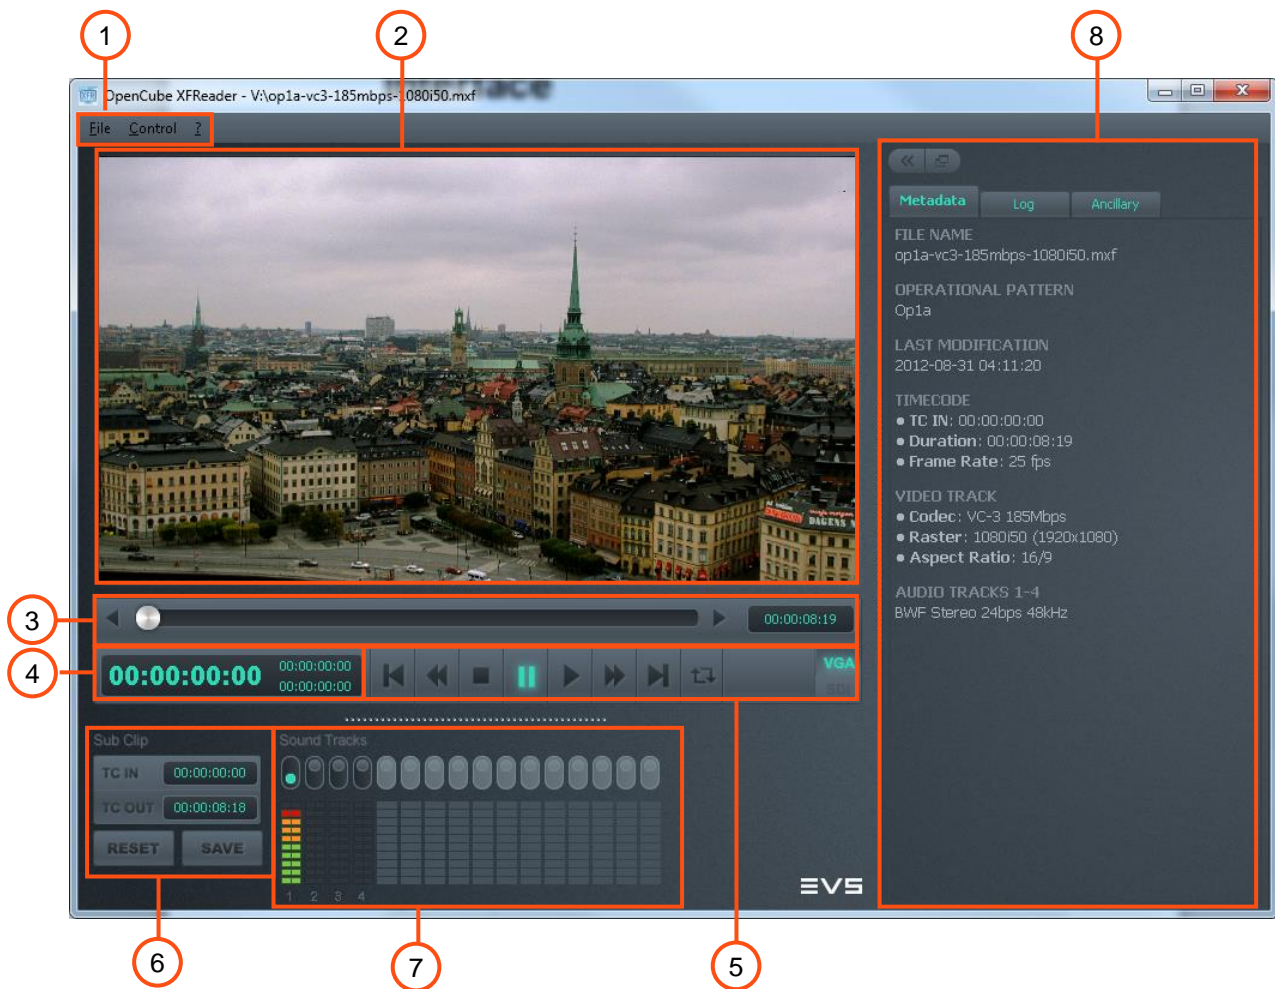 1
2
8
Interface
OpenCube XFReader - V:\op1a-vc3-185mbps-1080i50.mxf
File Control ?
Metadata Log Ancillary
FILE NAME
op1a-vc3-185mbps-1080i50.mxf
OPERATIONAL PATTERN
Op1a
LAST MODIFICATION
2012-08-31 04:11:20
TIMECODE
• TC IN: 00:00:00:00
• Duration: 00:00:08:19
• Frame Rate: 25 fps
VIDEO TRACK
• Codec: VC-3 185Mbps
• Raster: 1080i50 (1920x1080)
• Aspect Ratio: 16/9
AUDIO TRACKS 1-4
BWF Stereo 24bps 48kHz
DAGENS N
3
00:00:08:19
4
00:00:00:00
00:00:00:00
00:00:00:00
VGA
SDI
Sub Clip
TC IN 00:00:00:00
TC OUT 00:00:08:18
RESET SAVE
Sound Tracks
1 2 3 4
EVS
6
7
5